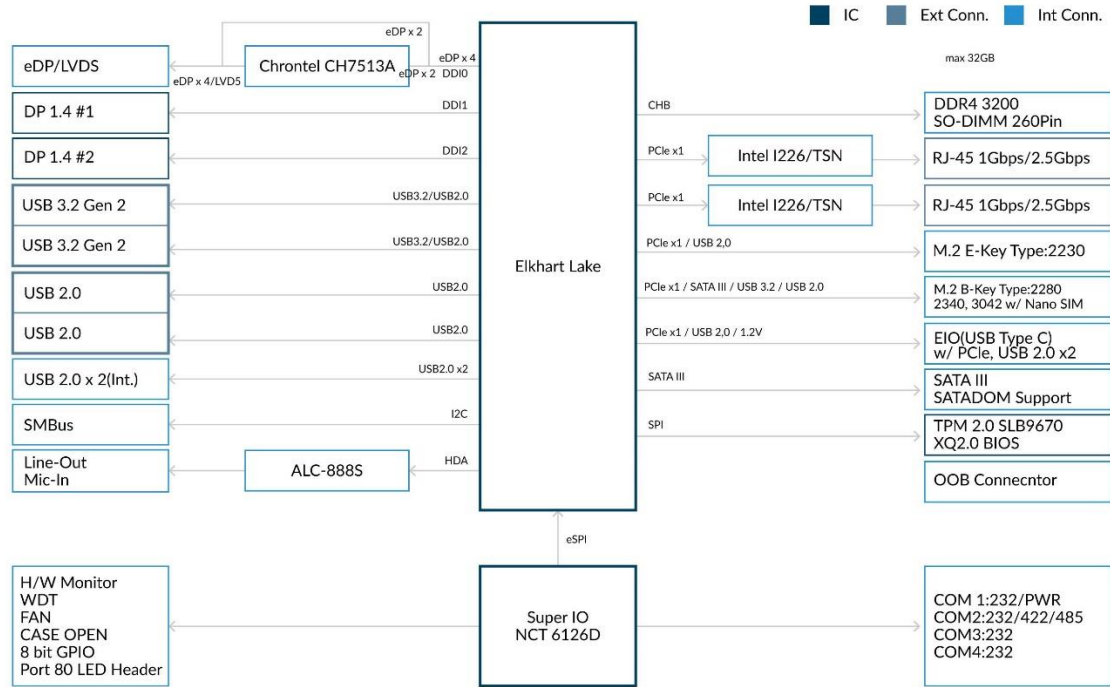 IC
Ext Conn.
Int Conn.
max 32GB
eDP x 2
eDP x 4
eDP/LVDS
eDP x 4/LVD5
Chrontel CH7513A
eDP x 2 DDI0
DP 1.4 #1
DDI1
DP 1.4 #2
DDI2
USB 3.2 Gen 2
USB3.2/USB2.0
USB 3.2 Gen 2
USB3.2/USB2.0
USB 2.0
USB2.0
USB 2.0
USB2.0
USB 2.0 x 2(Int.)
USB2.0 x2
SMBus
I2C
Line-Out
Mic-In
ALC-888S
HDA
Elkhart Lake
CHB
DDR4 3200
SO-DIMM 260Pin
PCIe x1
Intel I226/TSN
RJ-45 1Gbps/2.5Gbps
PCIe x1
Intel I226/TSN
RJ-45 1Gbps/2.5Gbps
PCIe x1 / USB 2,0
M.2 E-Key Type:2230
PCIe x1 / SATA III / USB 3.2 / USB 2.0
M.2 B-Key Type:2280
2340, 3042 w/ Nano SIM
PCIe x1 / USB 2,0 / 1.2V
EIO(USB Type C)
w/ PCIe, USB 2.0 x2
SATA III
SATA III
SATADOM Support
SPI
TPM 2.0 SLB9670
XQ2.0 BIOS
OOB Connecntor
eSPI
H/W Monitor
WDT
FAN
CASE OPEN
8 bit GPIO
Port 80 LED Header
Super IO
NCT 6126D
COM 1:232/PWR
COM2:232/422/485
COM3:232
COM4:232